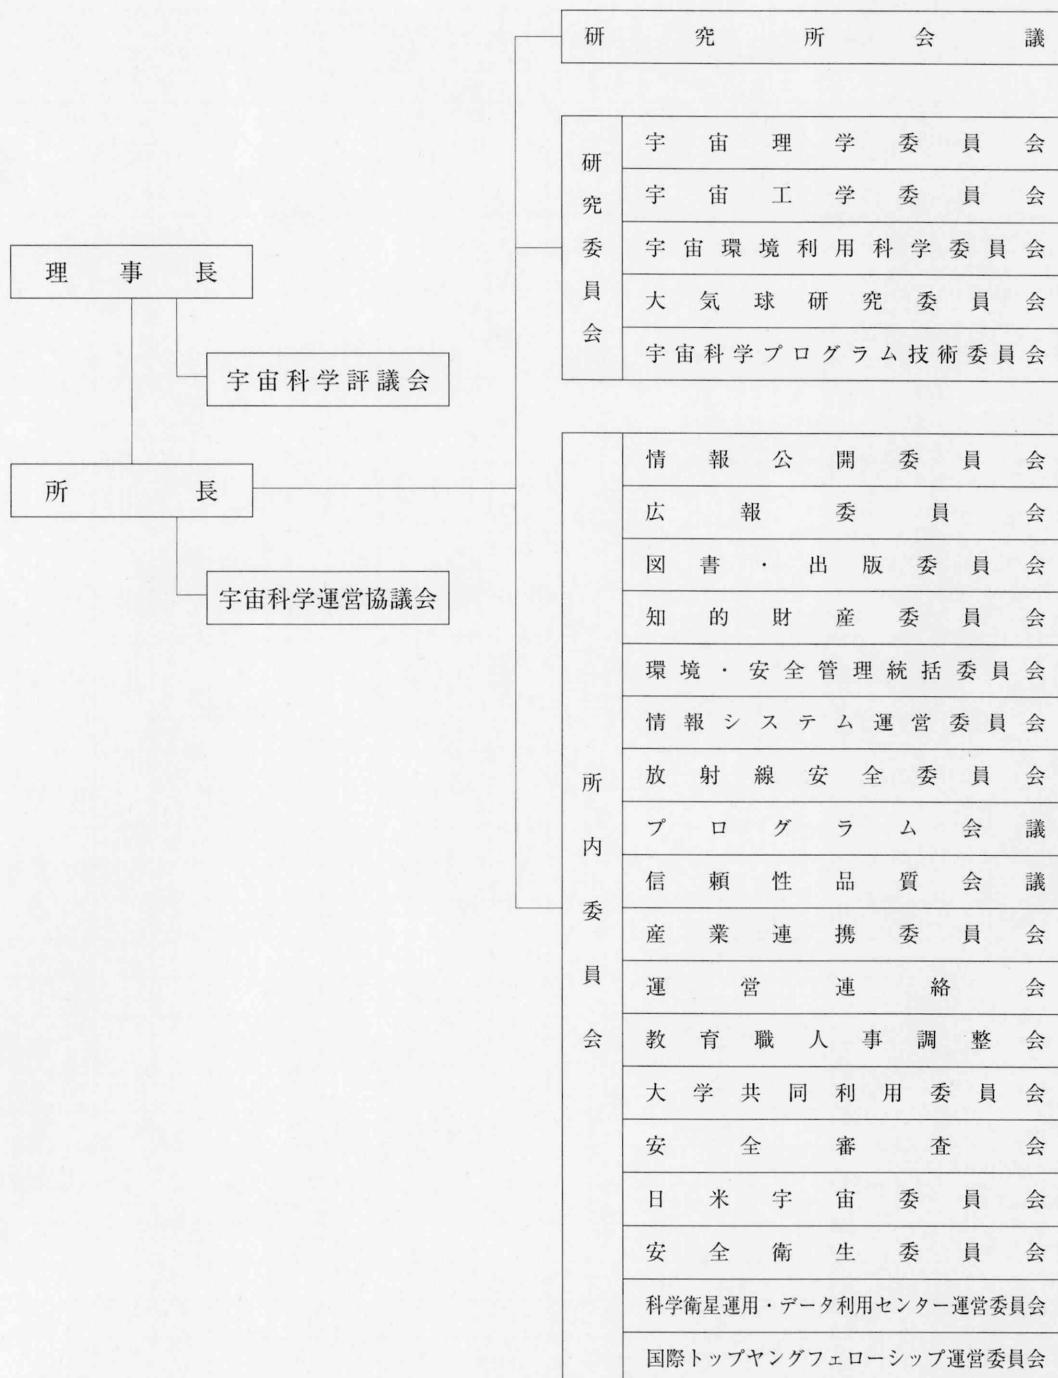 理事長
宇宙科学評議会
所長
宇宙科学運営協議会
研究所会議
研究委員会
宇宙理学委員会
宇宙工学委員会
宇宙環境利用科学委員会
大気球研究委員会
宇宙科学プログラム技術委員会
所内委員会
情報公開委員会
広報委員会
図書・出版委員会
知的財産委員会
環境・安全管理統括委員会
情報システム運営委員会
放射線安全委員会
プログラム会議
信頼性品質会議
産業連携委員会
運営連絡会
教育職人事調整会
大学共同利用委員会
安全審査会
日米宇宙委員会
安全衛生委員会
科学衛星運用・データ利用センター運営委員会
国際トップヤングフェローシップ運営委員会